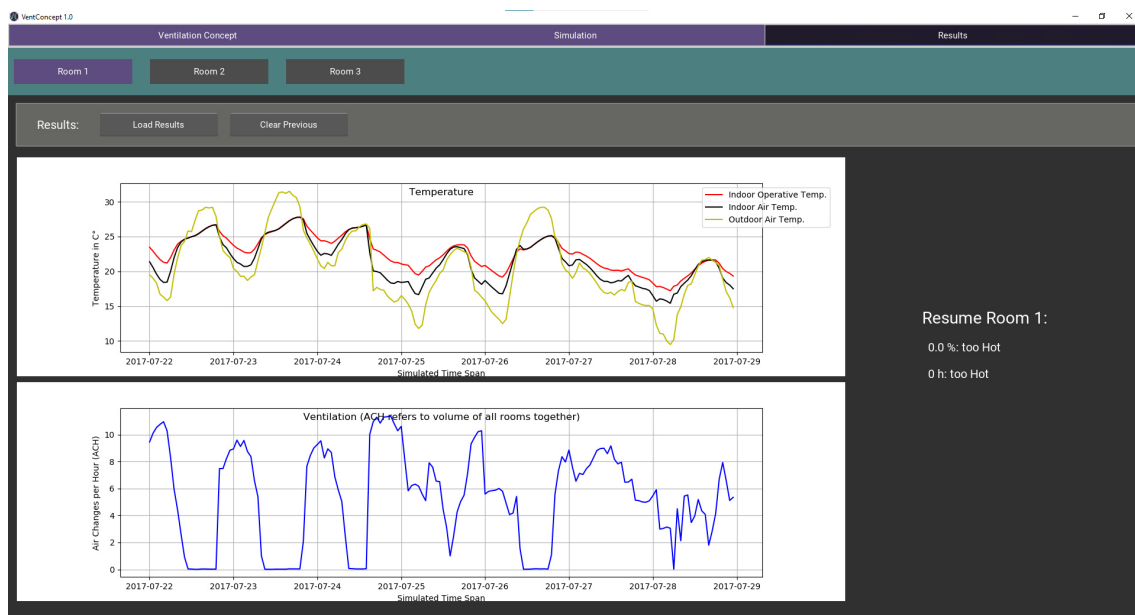 VentConcept 1.0
Ventilation Concept
Simulation
Results
Room 1
Room 2
Room 3
Results:
Load Results
Clear Previous
Temperature
Indoor Operative Temp.
Indoor Air Temp.
Outdoor Air Temp.
Temperature in C°
30
25
20
15
10
2017-07-22
2017-07-23
2017-07-24
2017-07-25
2017-07-26
2017-07-27
2017-07-28
2017-07-29
Simulated Time Span
Resume Room 1:
0.0 %: too Hot
0 h: too Hot
Ventilation (ACH refers to volume of all rooms together)
Air Changes per Hour (ACH)
10
8
6
4
2
0
2017-07-22
2017-07-23
2017-07-24
2017-07-25
2017-07-26
2017-07-27
2017-07-28
2017-07-29
Simulated Time Span